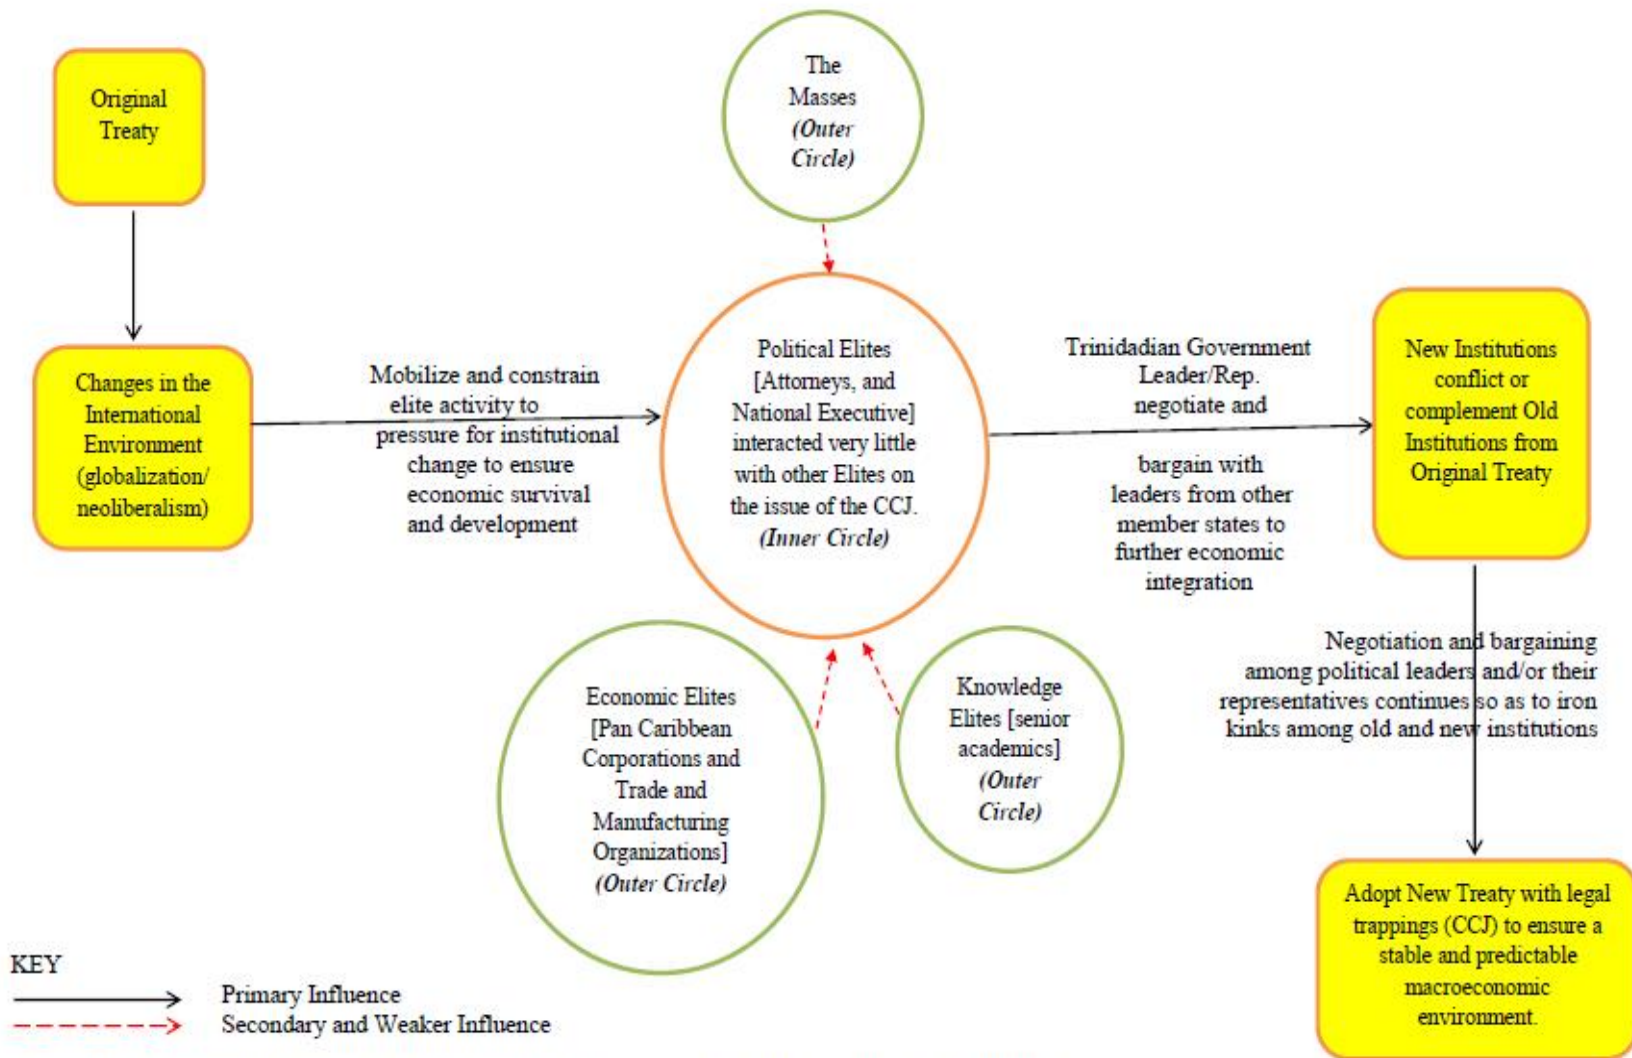 Original
Treaty
The
Masses
(Outer
Circle)
Changes in the
International
Environment
(globalization/
neoliberalism)
Mobilize and constrain
elite activity to
pressure for institutional
change to ensure
economic survival
and development
Political Elites
[Attorneys, and
National Executive]
interacted very little
with other Elites on
the issue of the CCJ.
(Inner Circle)
Trinidadian Government
Leader/Rep.
negotiate and
bargain with
leaders from other
member states to
further economic
integration
New Institutions
conflict or
complement Old
Institutions from
Original Treaty
Economic Elites
[Pan Caribbean
Corporations and
Trade and
Manufacturing
Organizations]
(Outer Circle)
Knowledge
Elites [senior
academics]
(Outer
Circle)
Negotiation and bargaining
among political leaders and/or their
representatives continues so as to iron
kinks among old and new institutions
Adopt New Treaty with legal
trappings (CCJ) to ensure a
stable and predictable
macroeconomic
environment.
KEY
Primary Influence
Secondary and Weaker Influence